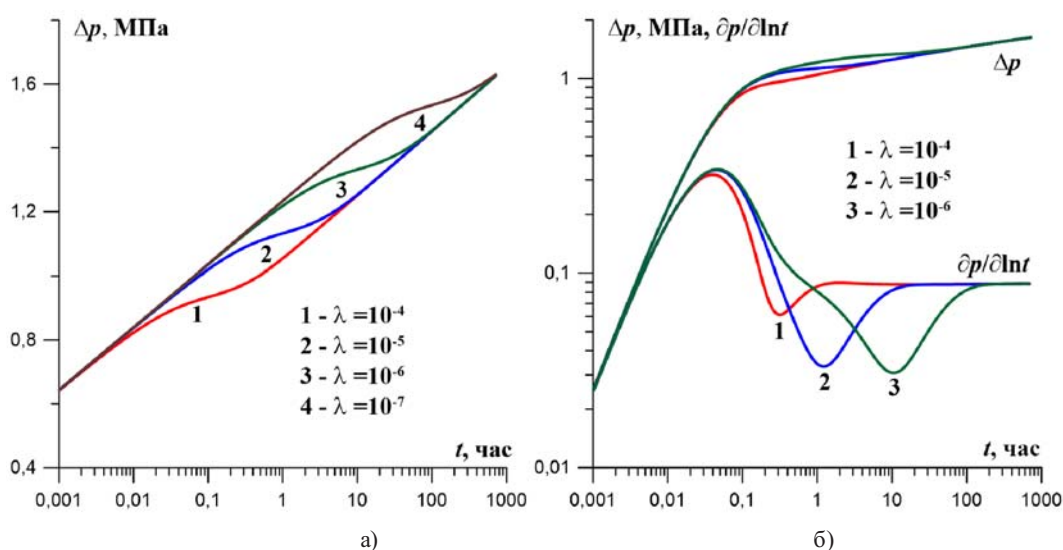 Δp, МПа
1,6
1,2
0,8
0,4
4
3
2
1
1 - λ =10⁻⁴
2 - λ =10⁻⁵
3 - λ =10⁻⁶
4 - λ =10⁻⁷
t, час
0,001 0,1 1 10 100 1000
а)
Δp, МПа, ∂p/∂lnt
1
0,1
0,01
Δp
1 - λ =10⁻⁴
2 - λ =10⁻⁵
3 - λ =10⁻⁶
∂p/∂lnt
1
2
3
t, час
0,001 0,01 0,1 1 10 100 1000
б)